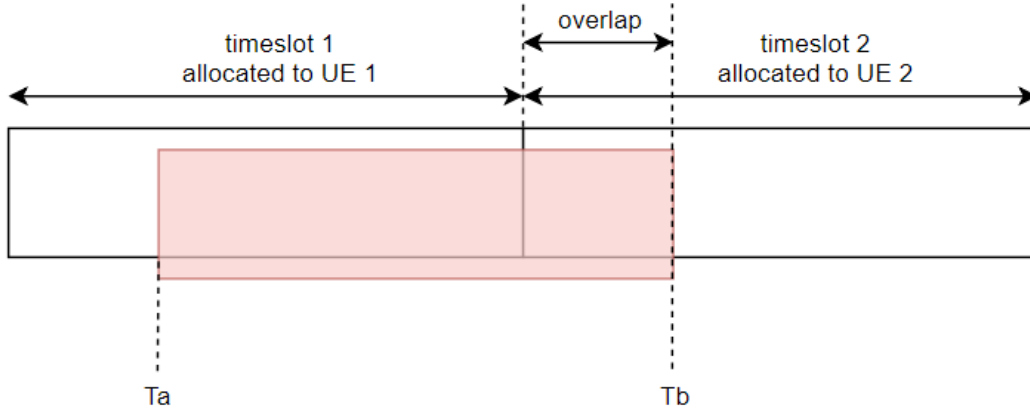 overlap
timeslot 1
allocated to UE 1
timeslot 2
allocated to UE 2
Ta
Tb